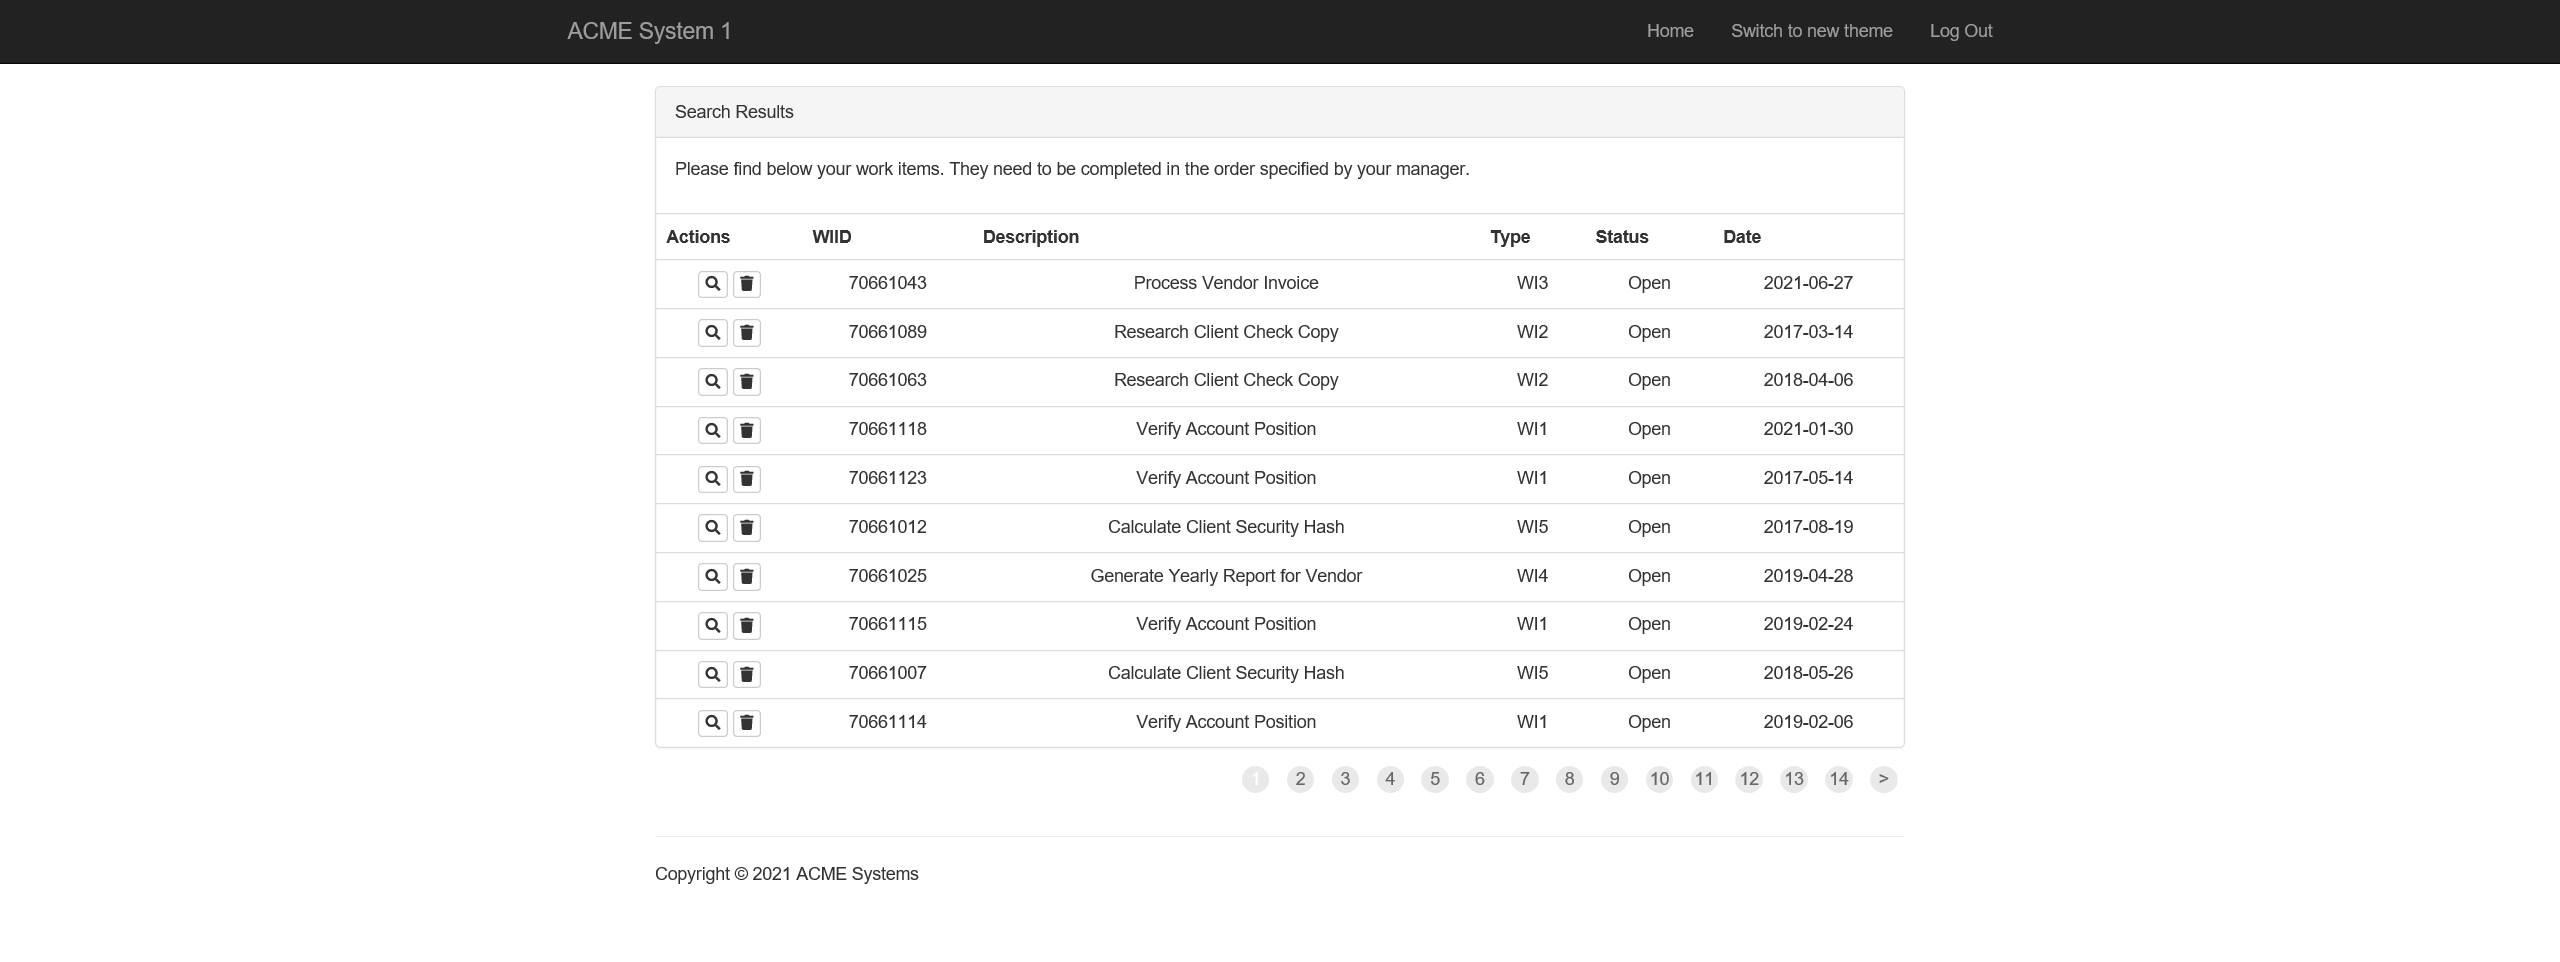 ACME System 1 Home Switch to new theme Log Out
Search Results
Please find below your work items. They need to be completed in the order specified by your manager.
Actions WIID Description Type Status Date
70661043 Process Vendor Invoice WI3 Open 2021-06-27
70661089 Research Client Check Copy WI2 Open 2017-03-14
70661063 Research Client Check Copy WI2 Open 2018-04-06
70661118 Verify Account Position WI1 Open 2021-01-30
70661123 Verify Account Position WI1 Open 2017-05-14
70661012 Calculate Client Security Hash WI5 Open 2017-08-19
70661025 Generate Yearly Report for Vendor WI4 Open 2019-04-28
70661115 Verify Account Position WI1 Open 2019-02-24
70661007 Calculate Client Security Hash WI5 Open 2018-05-26
70661114 Verify Account Position WI1 Open 2019-02-06
1 2 3 4 5 6 7 8 9 10 11 12 13 14 >
Copyright © 2021 ACME Systems